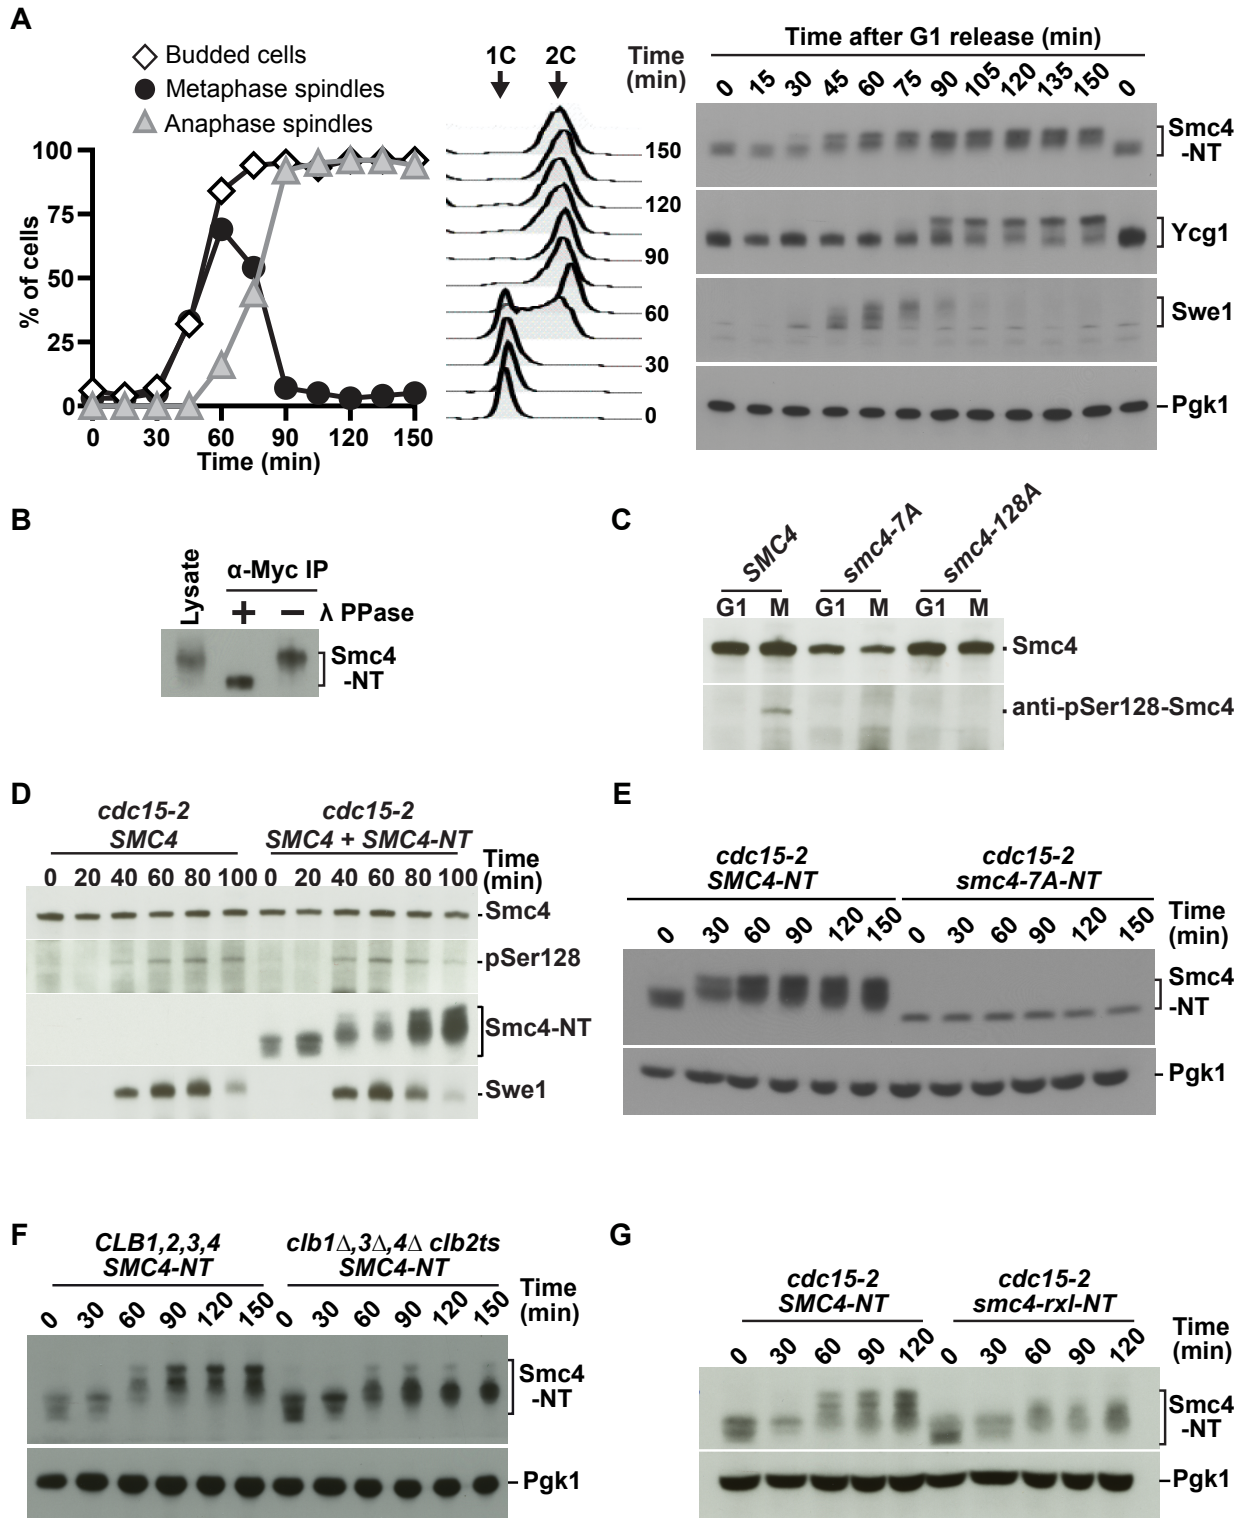 A
Budded cells
Metaphase spindles
Anaphase spindles
% of cells
100
75
50
25
0
0 30 60 90 120 150
Time (min)
1C 2C Time
(min)
150
120
90
60
30
0
Time after G1 release (min)
0 15 30 45 60 75 90 105 120 135 150 0
Smc4
-NT
Ycg1
Swe1
Pgk1
B
Lysate
α-Myc IP
+ − λ PPase
Smc4
-NT
C
SMC4 smc4-7A smc4-128A
G1 M G1 M G1 M
Smc4
anti-pSer128-Smc4
D
cdc15-2
SMC4
cdc15-2
SMC4 + SMC4-NT
0 20 40 60 80 100 0 20 40 60 80 100
Time
(min)
Smc4
pSer128
Smc4-NT
Swe1
E
cdc15-2
SMC4-NT
cdc15-2
smc4-7A-NT
0 30 60 90 120 150 0 30 60 90 120 150
Time
(min)
Smc4
-NT
Pgk1
F
CLB1,2,3,4
SMC4-NT
clb1Δ,3Δ,4Δ clb2ts
SMC4-NT
0 30 60 90 120 150 0 30 60 90 120 150
Time
(min)
Smc4
-NT
Pgk1
G
cdc15-2
SMC4-NT
cdc15-2
smc4-rxl-NT
0 30 60 90 120 0 30 60 90 120
Time
(min)
Smc4
-NT
Pgk1